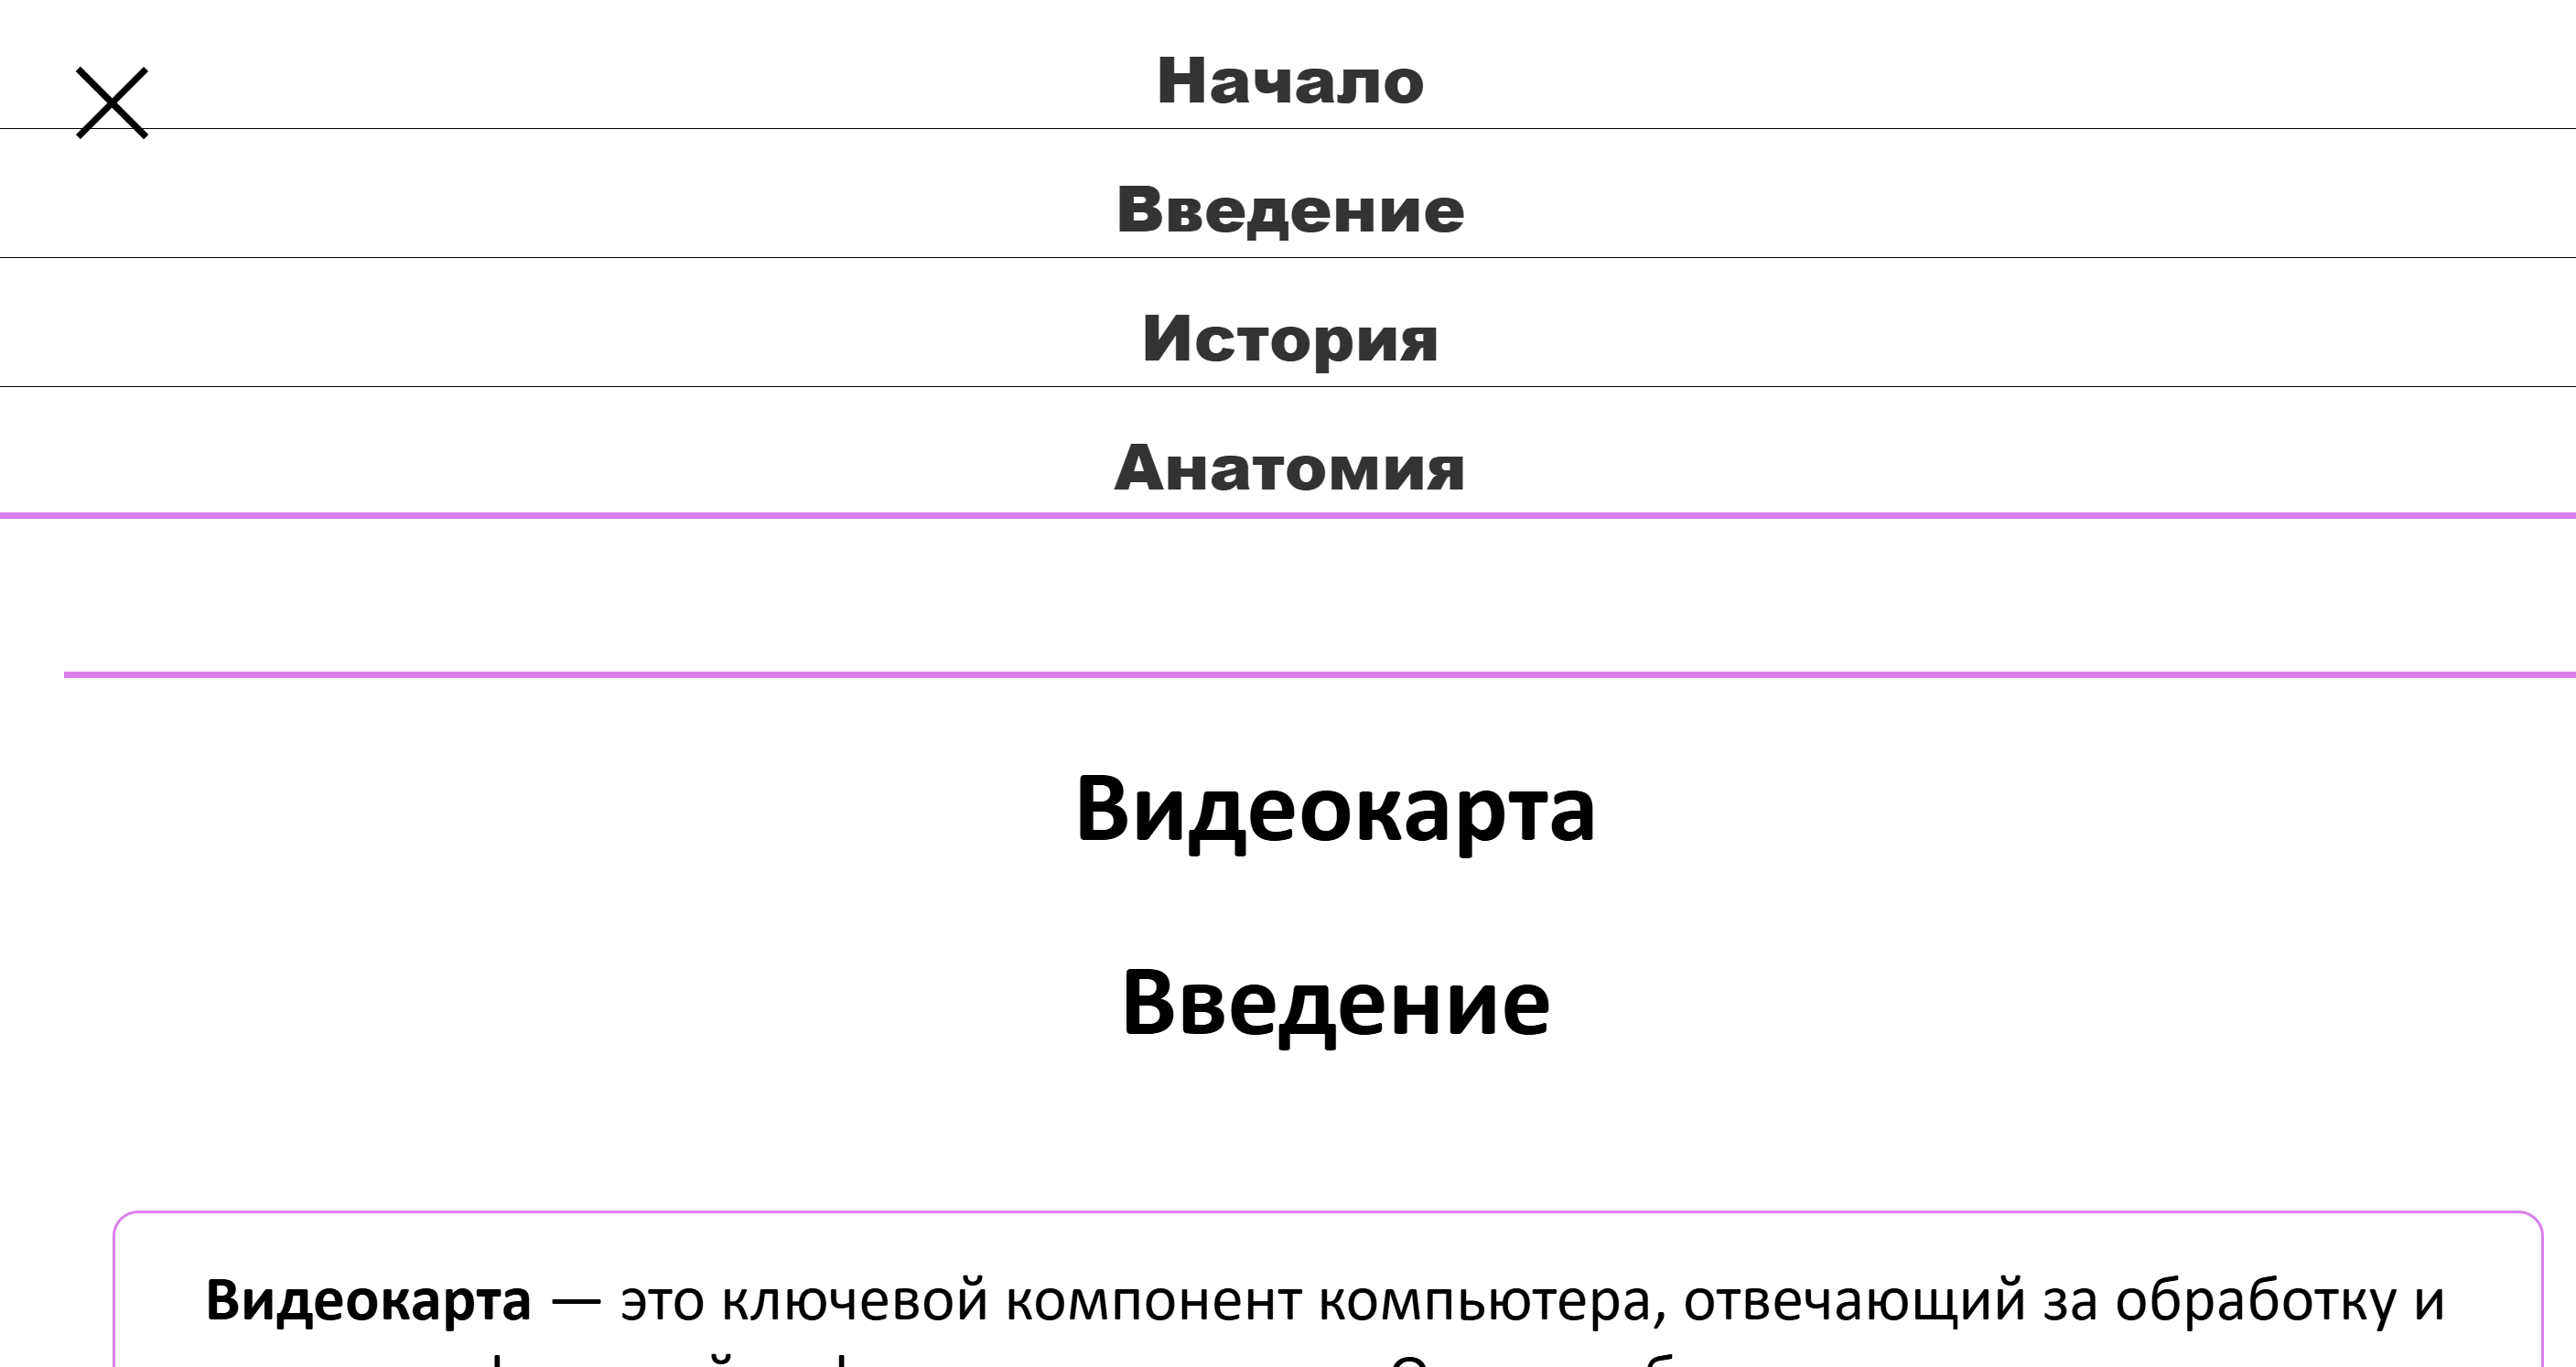 Начало
Введение
История
Анатомия
Видеокарта
Введение
Видеокарта — это ключевой компонент компьютера, отвечающий за обработку и